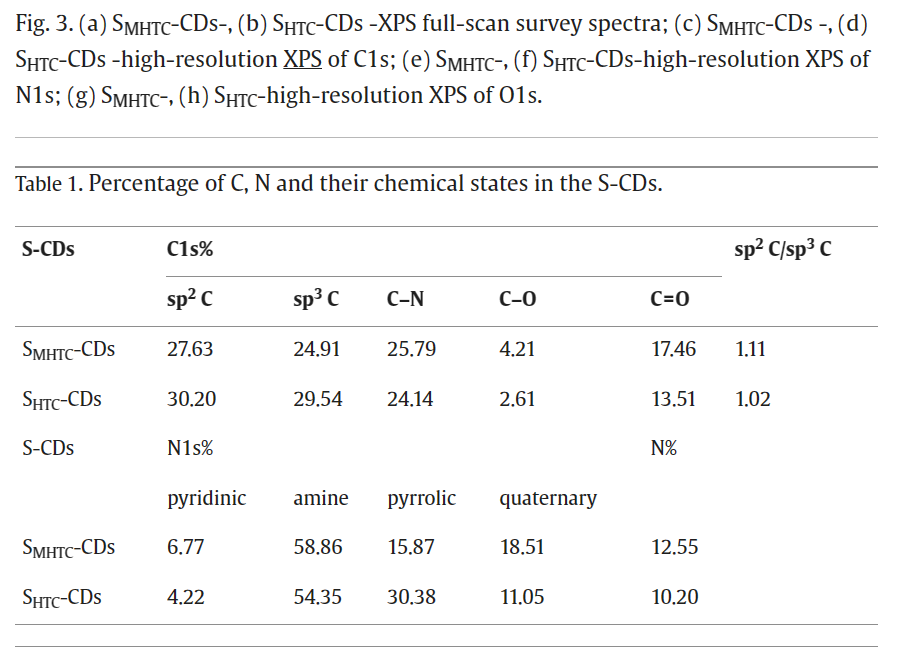 Fig. 3. (a) SMHTC-CDs-, (b) SHTC-CDs -XPS full-scan survey spectra; (c) SMHTC-CDs -, (d)
SHTC-CDs -high-resolution XPS of C1s; (e) SMHTC-, (f) SHTC-CDs-high-resolution XPS of
N1s; (g) SMHTC-, (h) SHTC-high-resolution XPS of O1s.
Table 1. Percentage of C, N and their chemical states in the S-CDs.
S-CDs C1s% sp² C/sp³ C
sp² C sp³ C C–N C–O C=O
SMHTC-CDs 27.63 24.91 25.79 4.21 17.46 1.11
SHTC-CDs 30.20 29.54 24.14 2.61 13.51 1.02
S-CDs N1s% N%
pyridinic amine pyrrolic quaternary
SMHTC-CDs 6.77 58.86 15.87 18.51 12.55
SHTC-CDs 4.22 54.35 30.38 11.05 10.20